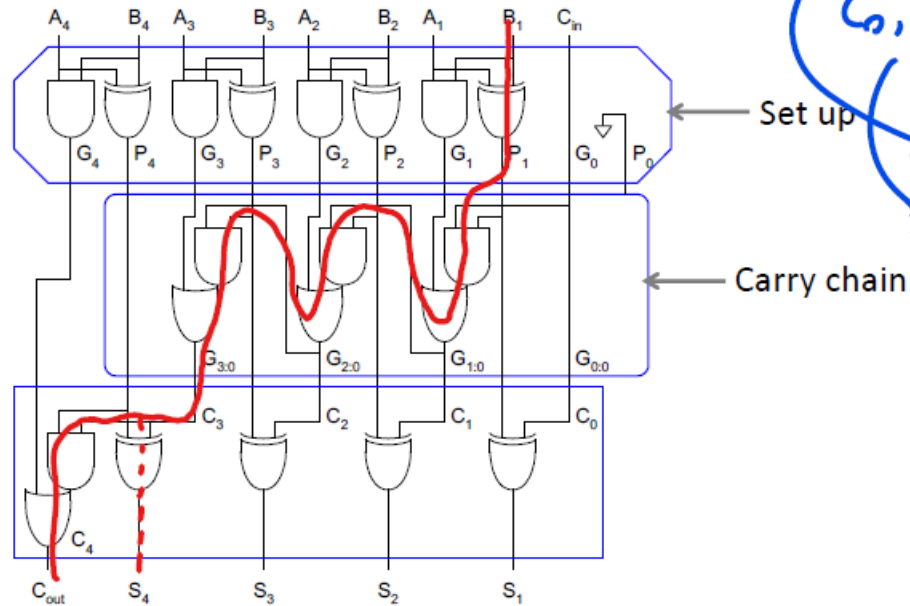 A₄ B₄ A₃ B₃ A₂ B₂ A₁ B₁ C_in
Set up
G₄ P₄ G₃ P₃ G₂ P₂ G₁ P₁ G₀ P₀
Carry chain
G₃:₀ G₂:₀ G₁:₀ G₀:₀
C₃ C₂ C₁ C₀
C₄
C_out S₄ S₃ S₂ S₁